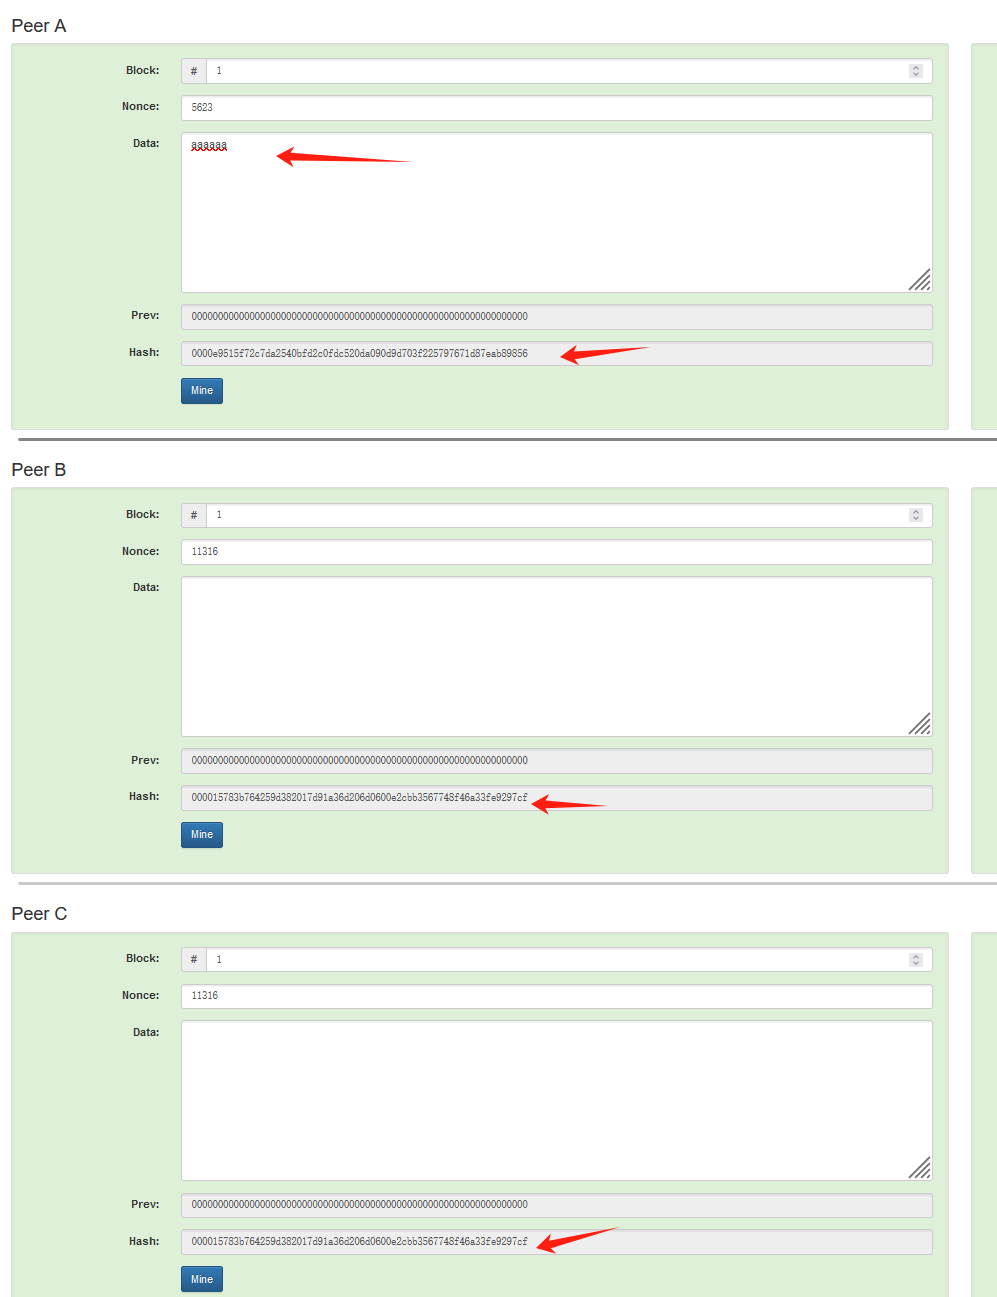 Peer A
Block: # 1
Nonce: 5623
Data: aaaaaa
Prev: 0000000000000000000000000000000000000000000000000000000000000000
Hash: 0000e9515f72c7da2540bfd2c0fdc520da090d9d703f225797671d87eab89856
Mine
Peer B
Block: # 1
Nonce: 11316
Data:
Prev: 0000000000000000000000000000000000000000000000000000000000000000
Hash: 000015783b764259d382017d91a36d206d0600e2cbb3567748f46a33fe9297cf
Mine
Peer C
Block: # 1
Nonce: 11316
Data:
Prev: 0000000000000000000000000000000000000000000000000000000000000000
Hash: 000015783b764259d382017d91a36d206d0600e2cbb3567748f46a33fe9297cf
Mine